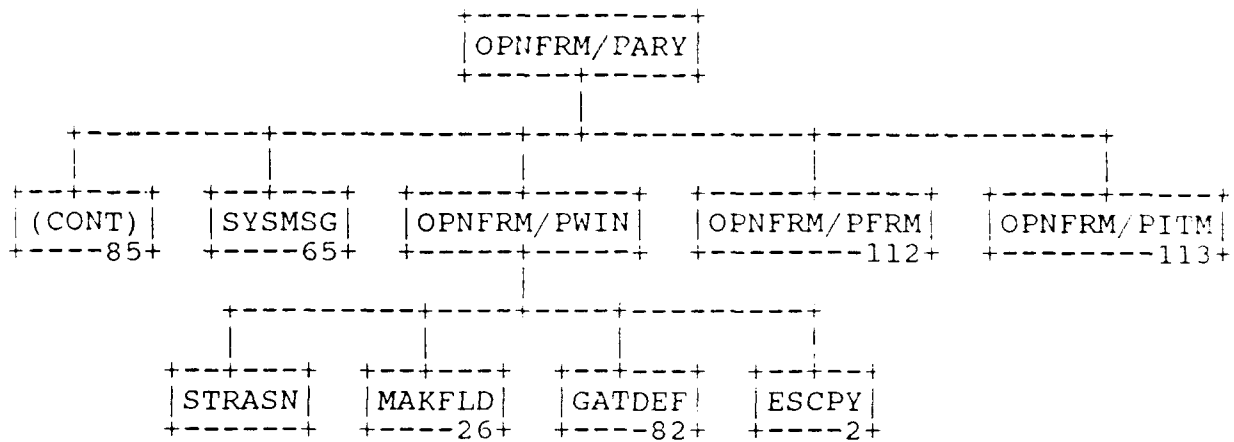 OPNFRM/PARY
(CONT) SYSMSG OPNFRM/PWIN OPNFRM/PFRM OPNFRM/PITM
85 65 112 113
STRASN MAKFLD GATDEF ESCPY
26 82 2